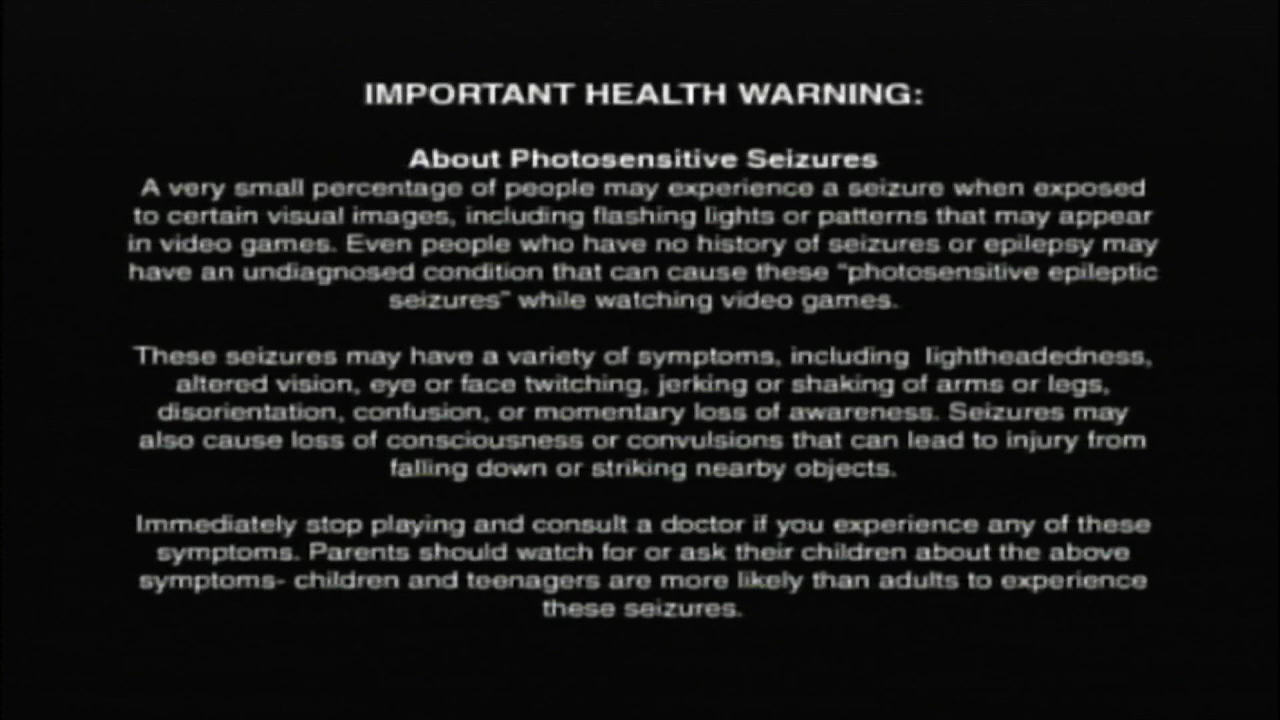 IMPORTANT HEALTH WARNING:
About Photosensitive Seizures
A very small percentage of people may experience a seizure when exposed
to certain visual images, including flashing lights or patterns that may appear
in video games. Even people who have no history of seizures or epilepsy may
have an undiagnosed condition that can cause these "photosensitive epileptic
seizures" while watching video games.
These seizures may have a variety of symptoms, including  lightheadedness,
altered vision, eye or face twitching, jerking or shaking of arms or legs,
disorientation, confusion, or momentary loss of awareness. Seizures may
also cause loss of consciousness or convulsions that can lead to injury from
falling down or striking nearby objects.
Immediately stop playing and consult a doctor if you experience any of these
symptoms. Parents should watch for or ask their children about the above
symptoms- children and teenagers are more likely than adults to experience
these seizures.